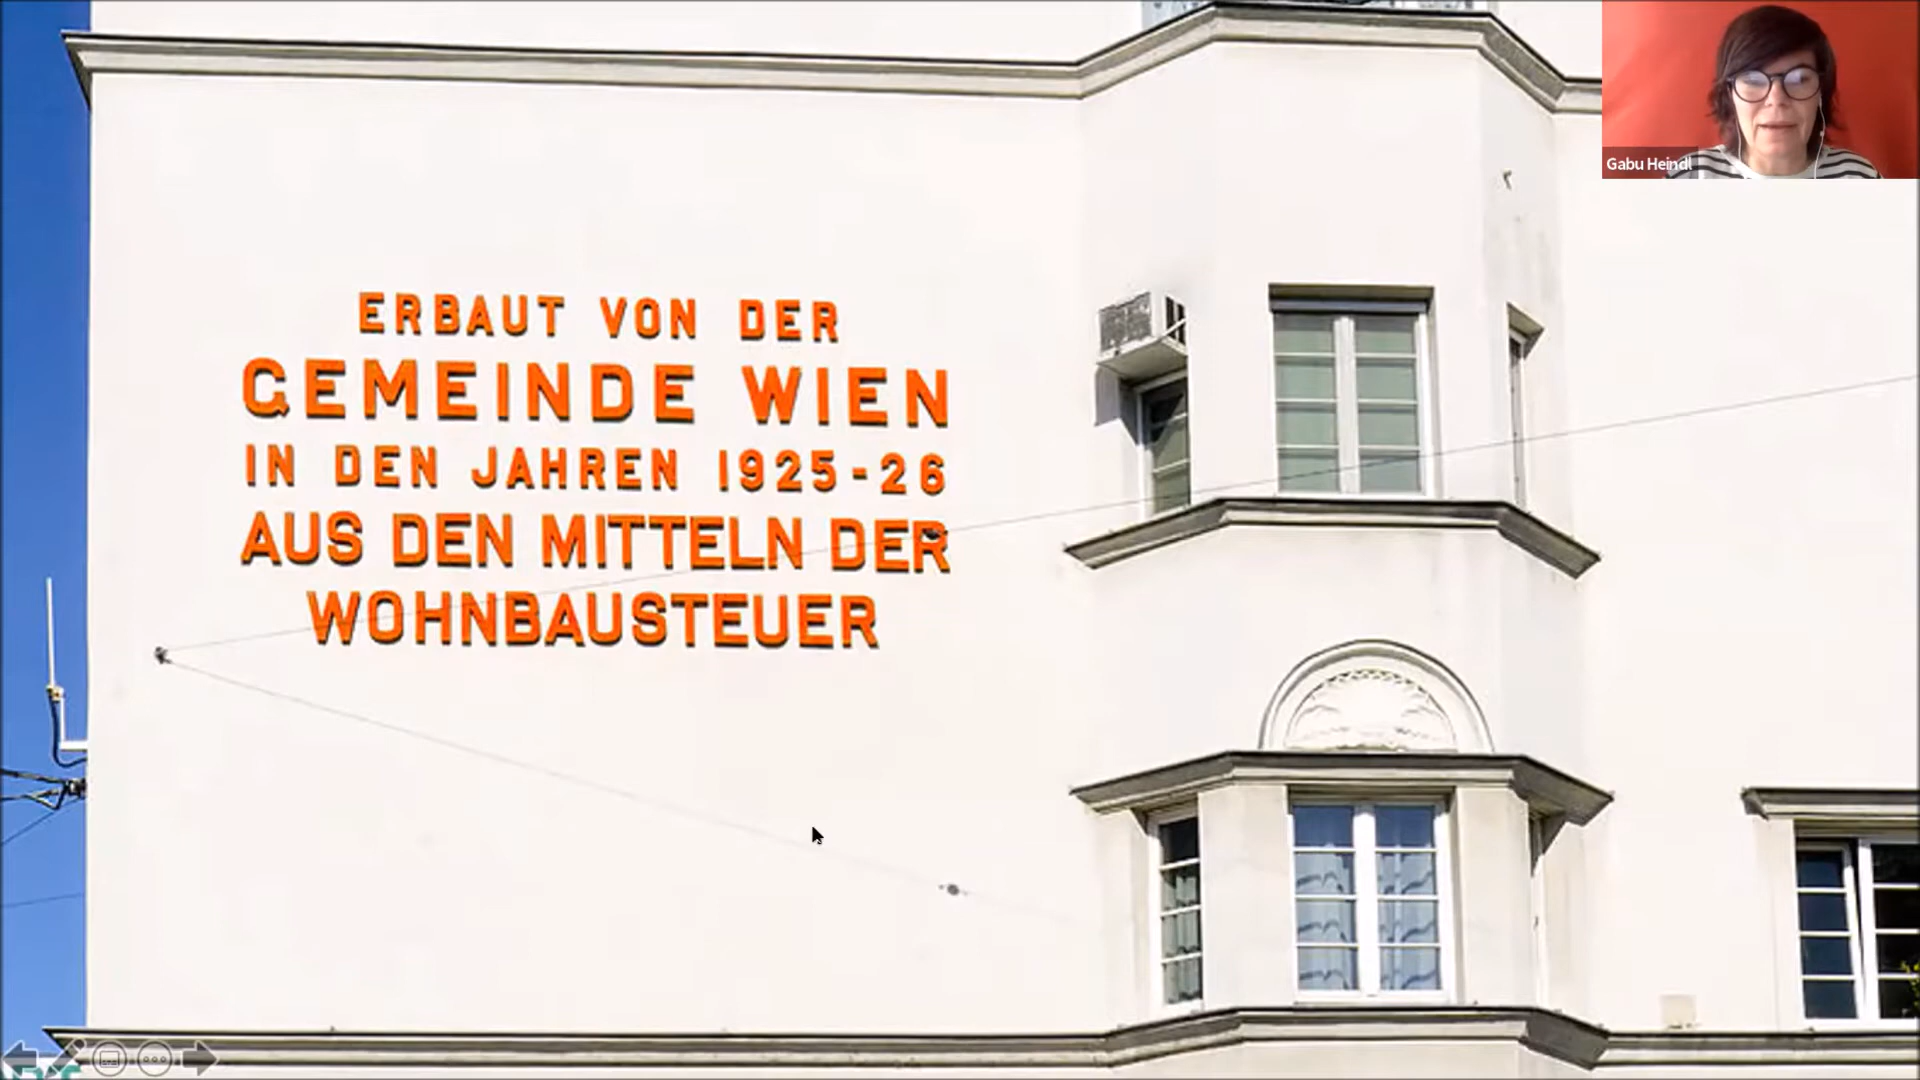 ERBAUT VON DER
GEMEINDE WIEN
IN DEN JAHREN 1925-26
AUS DEN MITTELN DER
WOHNBAUSTEUER
Gabu Heindl